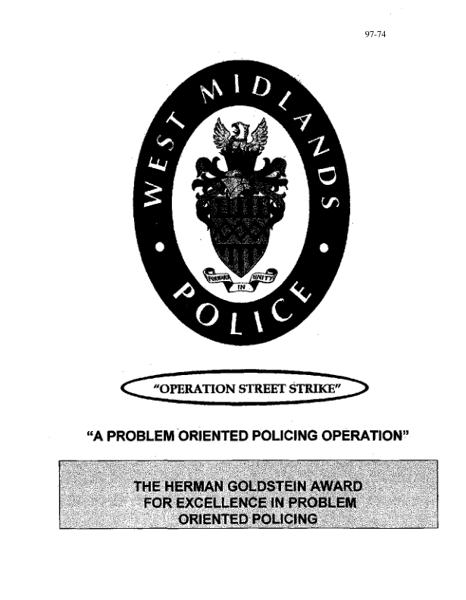 97-74
WEST MIDLANDS
POLICE
FORWARD IN UNITY
"OPERATION STREET STRIKE"
"A PROBLEM ORIENTED POLICING OPERATION"
THE HERMAN GOLDSTEIN AWARD
FOR EXCELLENCE IN PROBLEM
ORIENTED POLICING